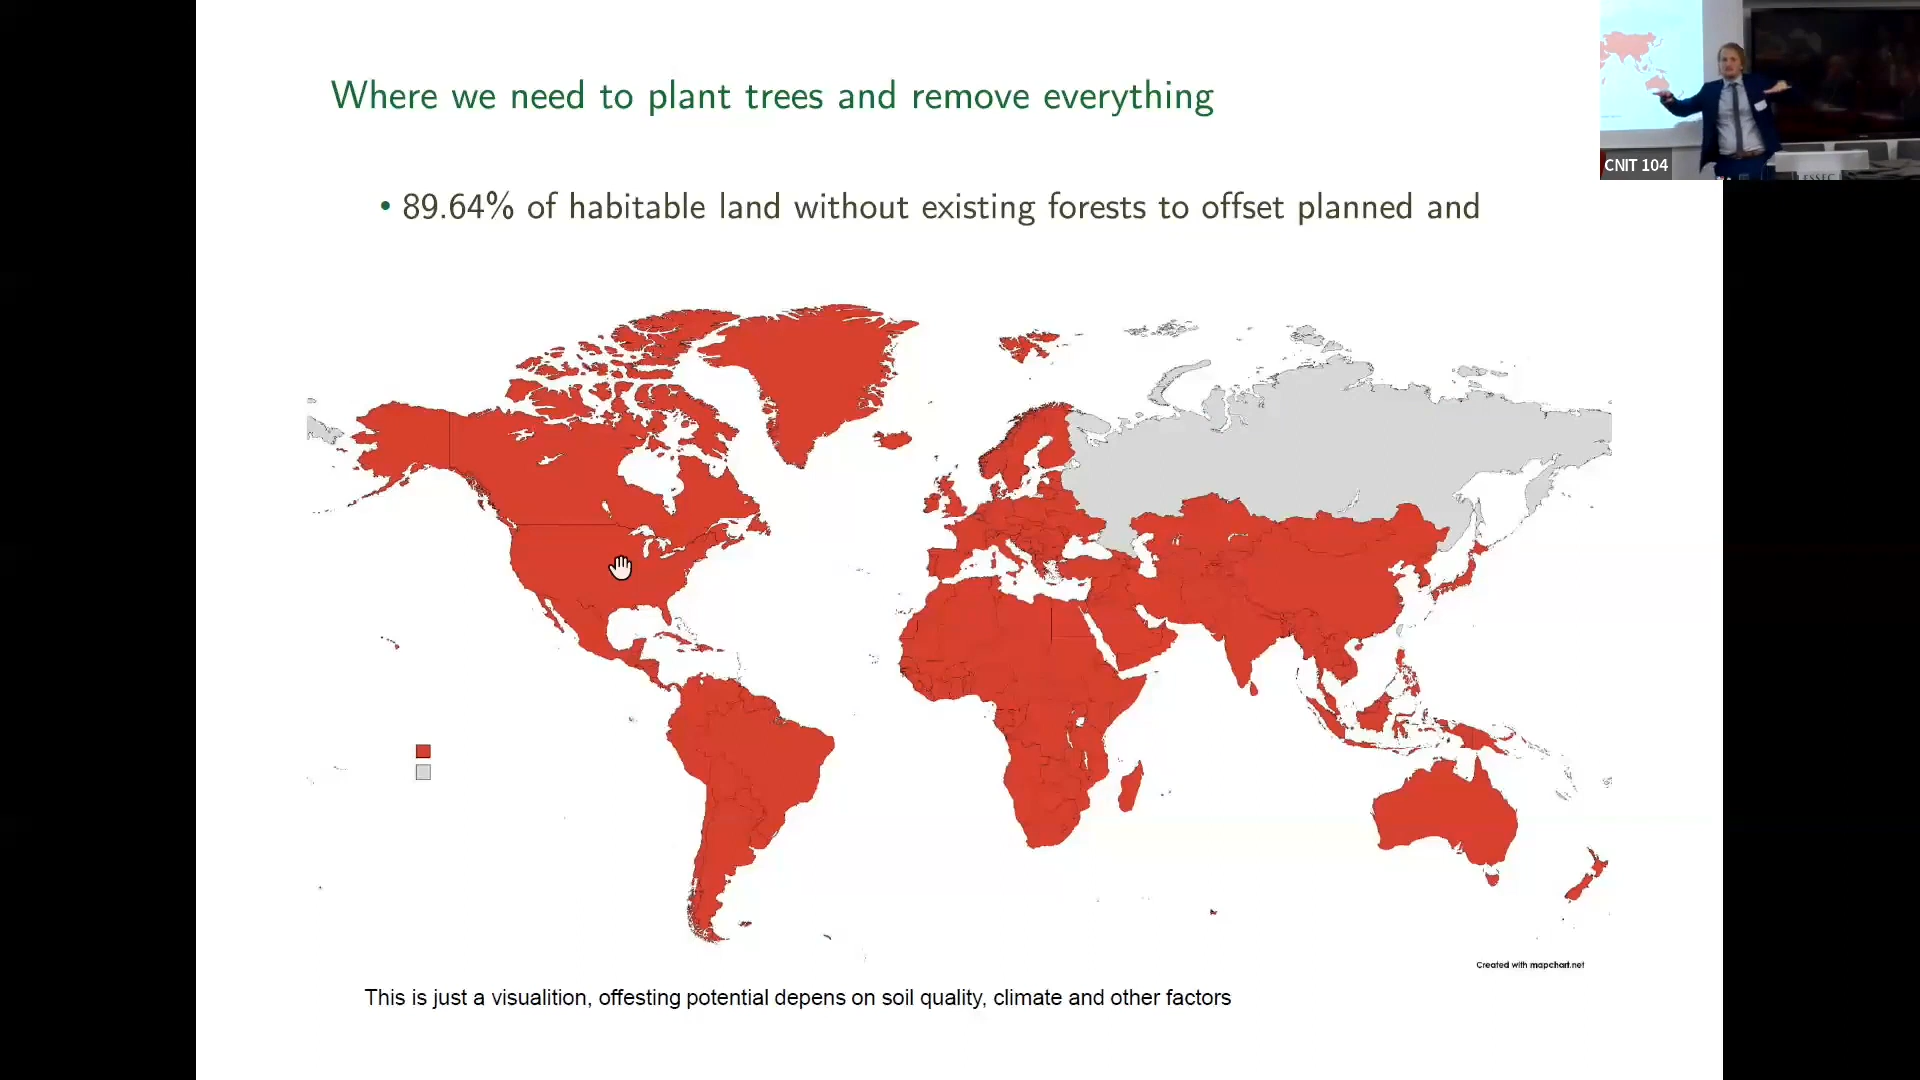 Where we need to plant trees and remove everything
CNIT 104
• 89.64% of habitable land without existing forests to offset planned and
ESSEC
Created with mapchart.net
This is just a visualition, offesting potential depens on soil quality, climate and other factors